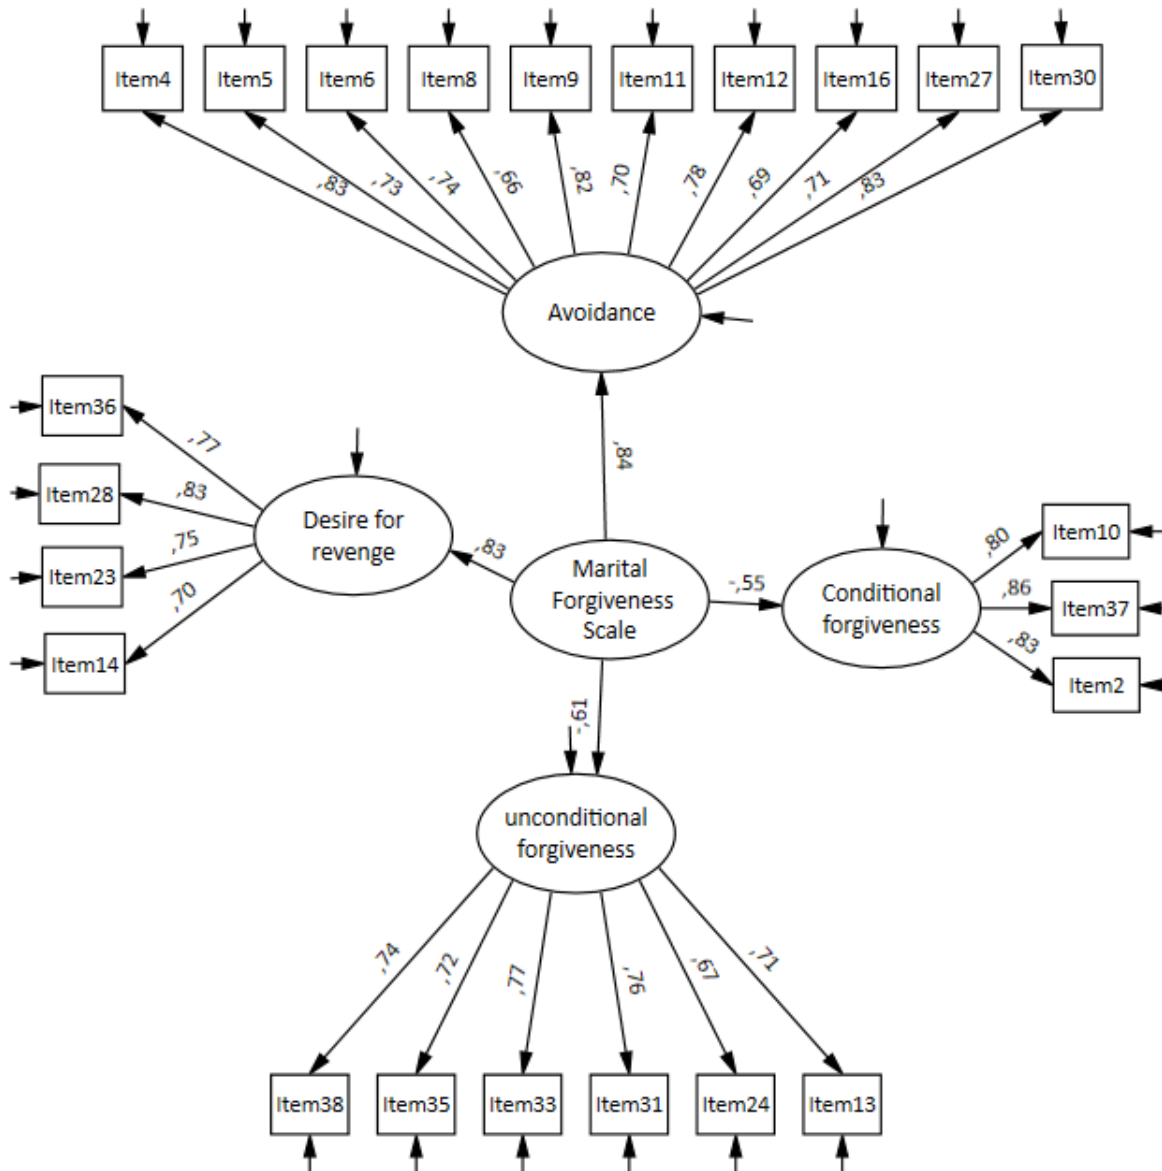 Item4 Item5 Item6 Item8 Item9 Item11 Item12 Item16 Item27 Item30
,83 ,73 ,74 ,66 ,82 ,70 ,78 ,69 ,71 ,83
Avoidance
,84
Item36
Item28
Item23
Item14
,77
,83
,75
,70
Desire for
revenge
,83
Marital
Forgiveness
Scale
-,55
Conditional
forgiveness
,80
,86
,83
Item10
Item37
Item2
-,61
unconditional
forgiveness
,74 ,72 ,77 ,76 ,67 ,71
Item38 Item35 Item33 Item31 Item24 Item13